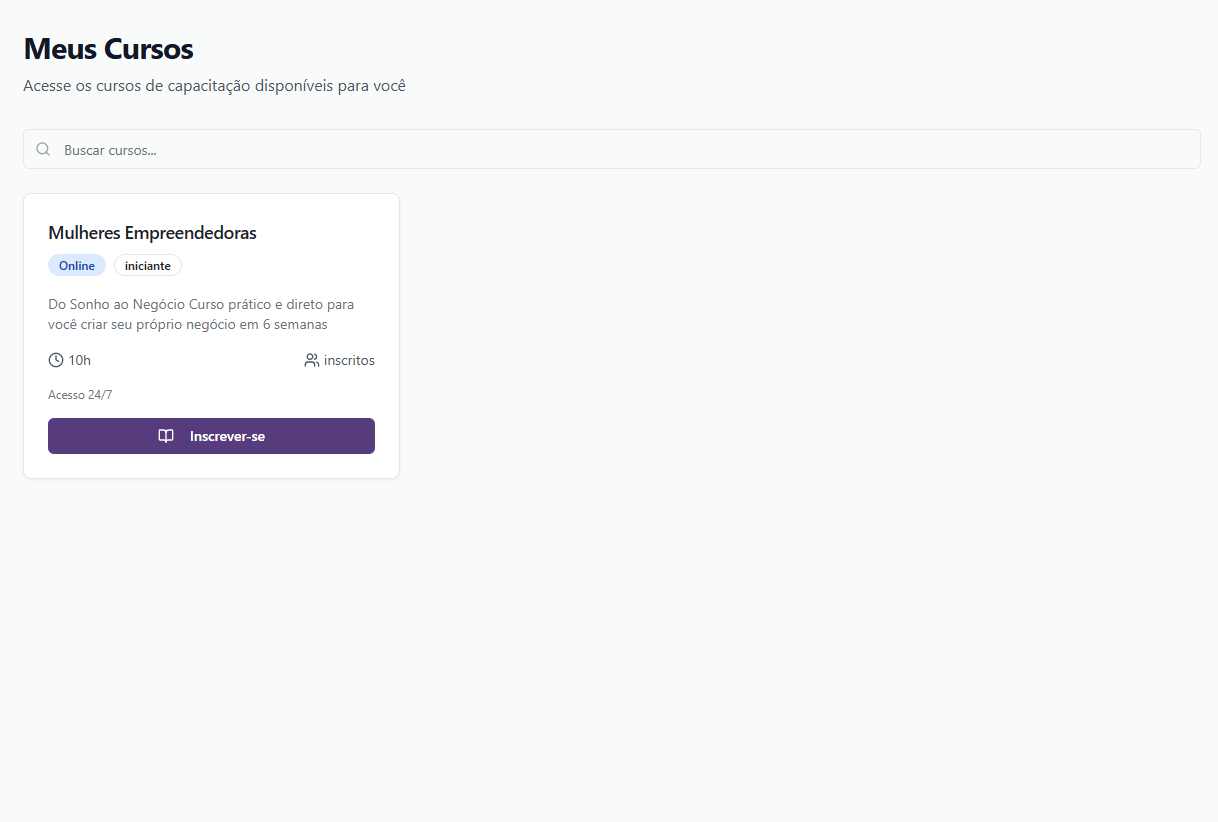 Meus Cursos
Acesse os cursos de capacitação disponíveis para você
Buscar cursos...
Mulheres Empreendedoras
Online iniciante
Do Sonho ao Negócio Curso prático e direto para
você criar seu próprio negócio em 6 semanas
10h inscritos
Acesso 24/7
Inscrever-se